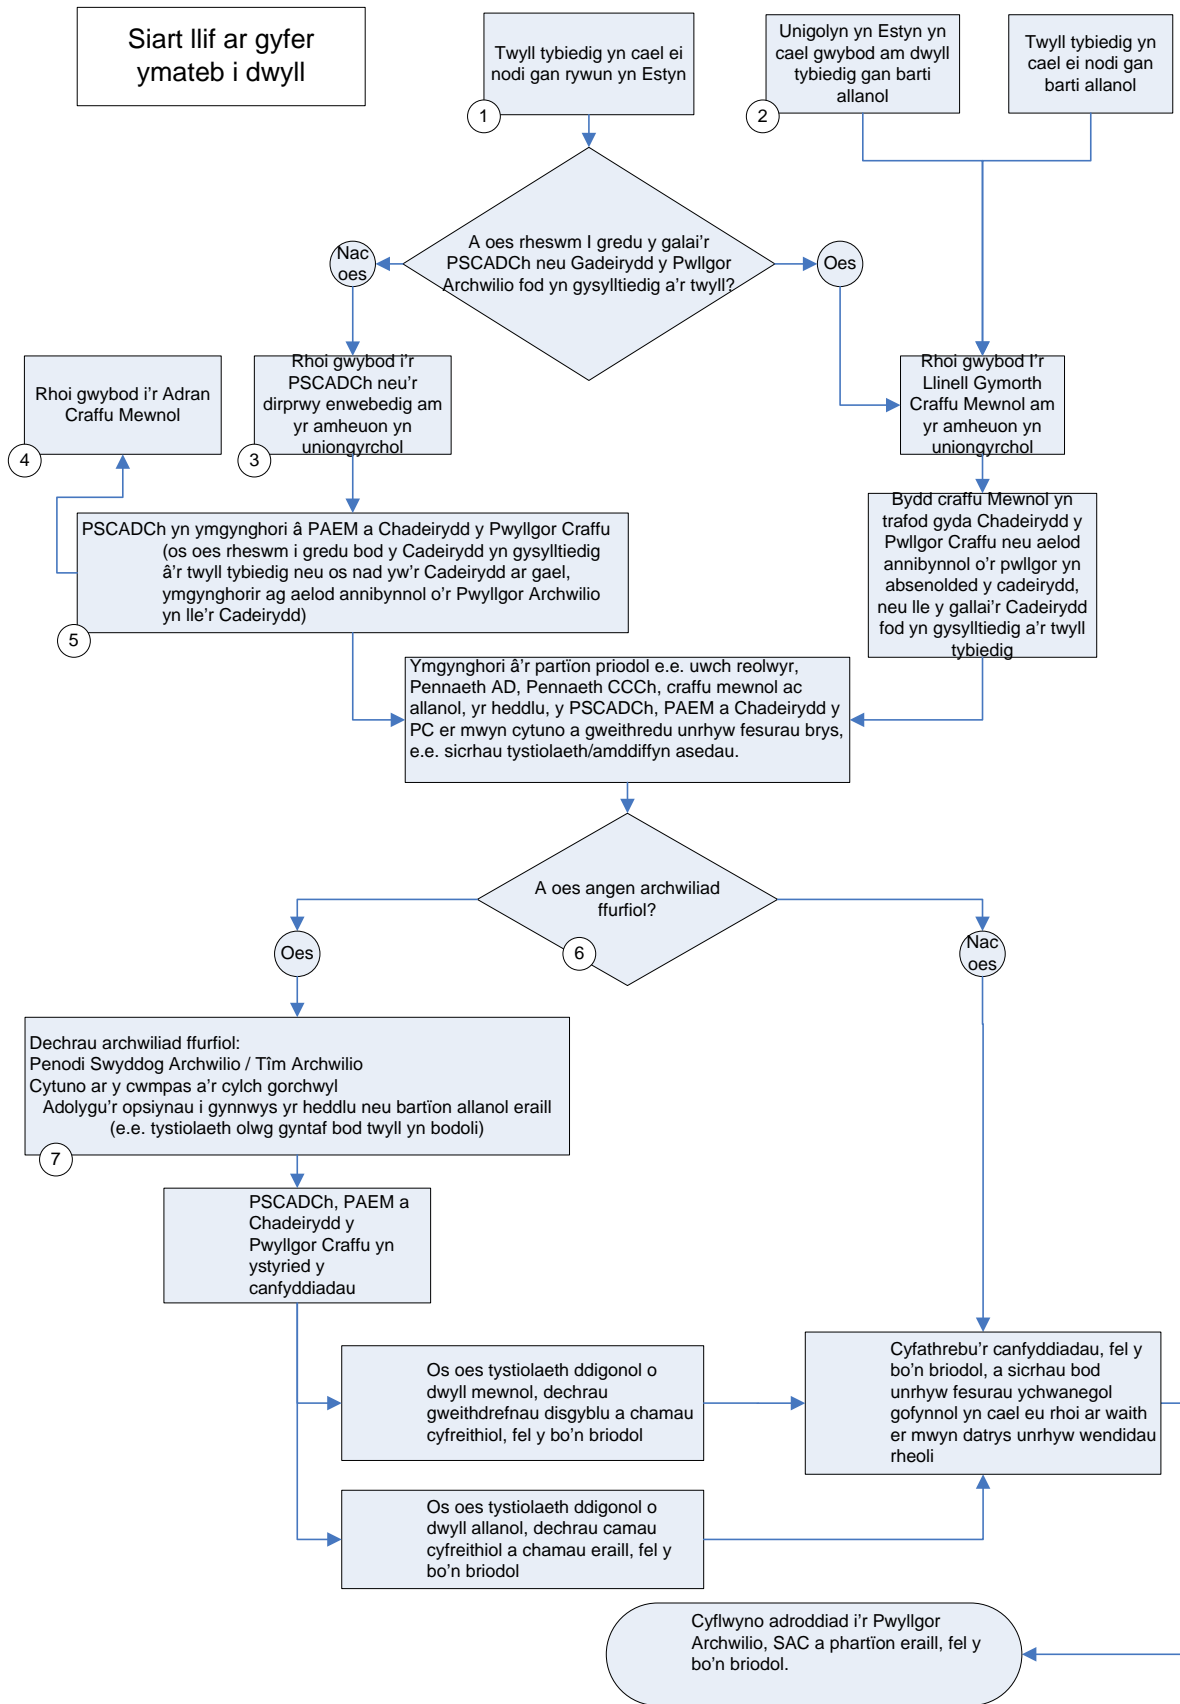 Siart llif ar gyfer
ymateb i dwyll
Twyll tybiedig yn cael ei
nodi gan rywun yn Estyn
1
Unigolyn yn Estyn yn
cael gwybod am dwyll
tybiedig gan barti
allanol
2
Twyll tybiedig yn
cael ei nodi gan
barti allanol
A oes rheswm I gredu y galai'r
PSCADCh neu Gadeirydd y Pwllgor
Archwilio fod yn gysylltiedig a'r twyll?
Nac
oes
Oes
Rhoi gwybod i'r Adran
Craffu Mewnol
4
Rhoi gwybod i'r
PSCADCh neu'r
dirprwy enwebedig am
yr amheuon yn
uniongyrchol
3
Rhoi gwybod I'r
Llinell Gymorth
Craffu Mewnol am
yr amheuon yn
uniongyrchol
PSCADCh yn ymgynghori â PAEM a Chadeirydd y Pwyllgor Craffu
(os oes rheswm i gredu bod y Cadeirydd yn gysylltiedig
â'r twyll tybiedig neu os nad yw'r Cadeirydd ar gael,
ymgynghorir ag aelod annibynnol o'r Pwyllgor Archwilio
yn lle'r Cadeirydd)
5
Bydd craffu Mewnol yn
trafod gyda Chadeirydd y
Pwllgor Craffu neu aelod
annibynnol o'r pwllgor yn
absenolded y cadeirydd,
neu lle y gallai'r Cadeirydd
fod yn gysylltiedig a'r twyll
tybiedig
Ymgynghori â'r partïon priodol e.e. uwch reolwyr,
Pennaeth AD, Pennaeth CCCh, craffu mewnol ac
allanol, yr heddlu, y PSCADCh, PAEM a Chadeirydd y
PC er mwyn cytuno a gweithredu unrhyw fesurau brys,
e.e. sicrhau tystiolaeth/amddiffyn asedau.
A oes angen archwiliad
ffurfiol?
6
Oes
Nac
oes
Dechrau archwiliad ffurfiol:
Penodi Swyddog Archwilio / Tîm Archwilio
Cytuno ar y cwmpas a'r cylch gorchwyl
Adolygu'r opsiynau i gynnwys yr heddlu neu bartïon allanol eraill
(e.e. tystiolaeth olwg gyntaf bod twyll yn bodoli)
7
PSCADCh, PAEM a
Chadeirydd y
Pwyllgor Craffu yn
ystyried y
canfyddiadau
Os oes tystiolaeth ddigonol o
dwyll mewnol, dechrau
gweithdrefnau disgyblu a chamau
cyfreithiol, fel y bo'n briodol
Cyfathrebu'r canfyddiadau, fel y
bo'n briodol, a sicrhau bod
unrhyw fesurau ychwanegol
gofynnol yn cael eu rhoi ar waith
er mwyn datrys unrhyw wendidau
rheoli
Os oes tystiolaeth ddigonol o
dwyll allanol, dechrau camau
cyfreithiol a chamau eraill, fel y
bo'n briodol
Cyflwyno adroddiad i'r Pwyllgor
Archwilio, SAC a phartïon eraill, fel y
bo'n briodol.